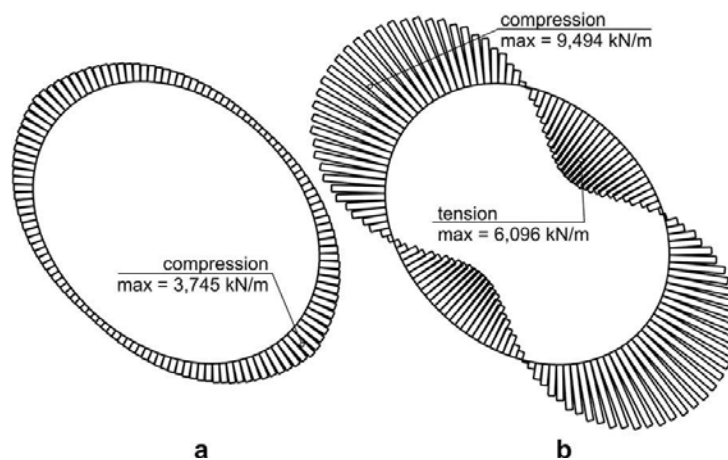 compression
max = 9,494 kN/m
tension
max = 6,096 kN/m
compression
max = 3,745 kN/m
a
b